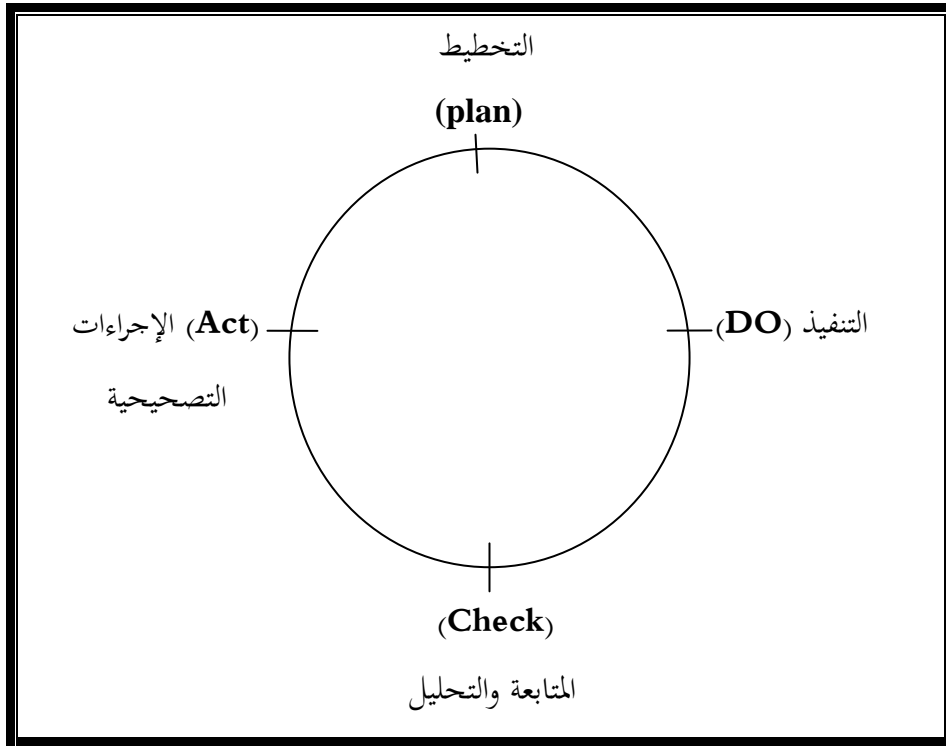 التخطيط
(plan)
التنفيذ (DO)
(Act) الإجراءات
التصحيحية
(Check)
المتابعة والتحليل